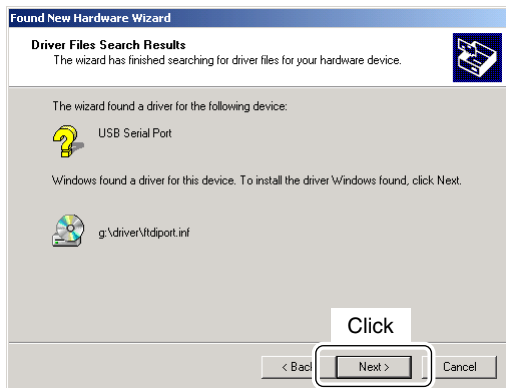 Found New Hardware Wizard
Driver Files Search Results
The wizard has finished searching for driver files for your hardware device.
The wizard found a driver for the following device:
USB Serial Port
Windows found a driver for this device. To install the driver Windows found, click Next.
g:\driver\ftdiport.inf
Click
< Bac Next > Cancel